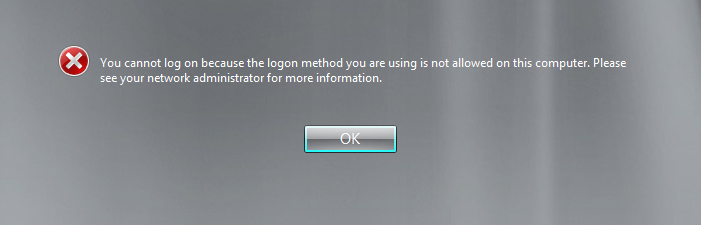 You cannot log on because the logon method you are using is not allowed on this computer. Please
see your network administrator for more information.
OK